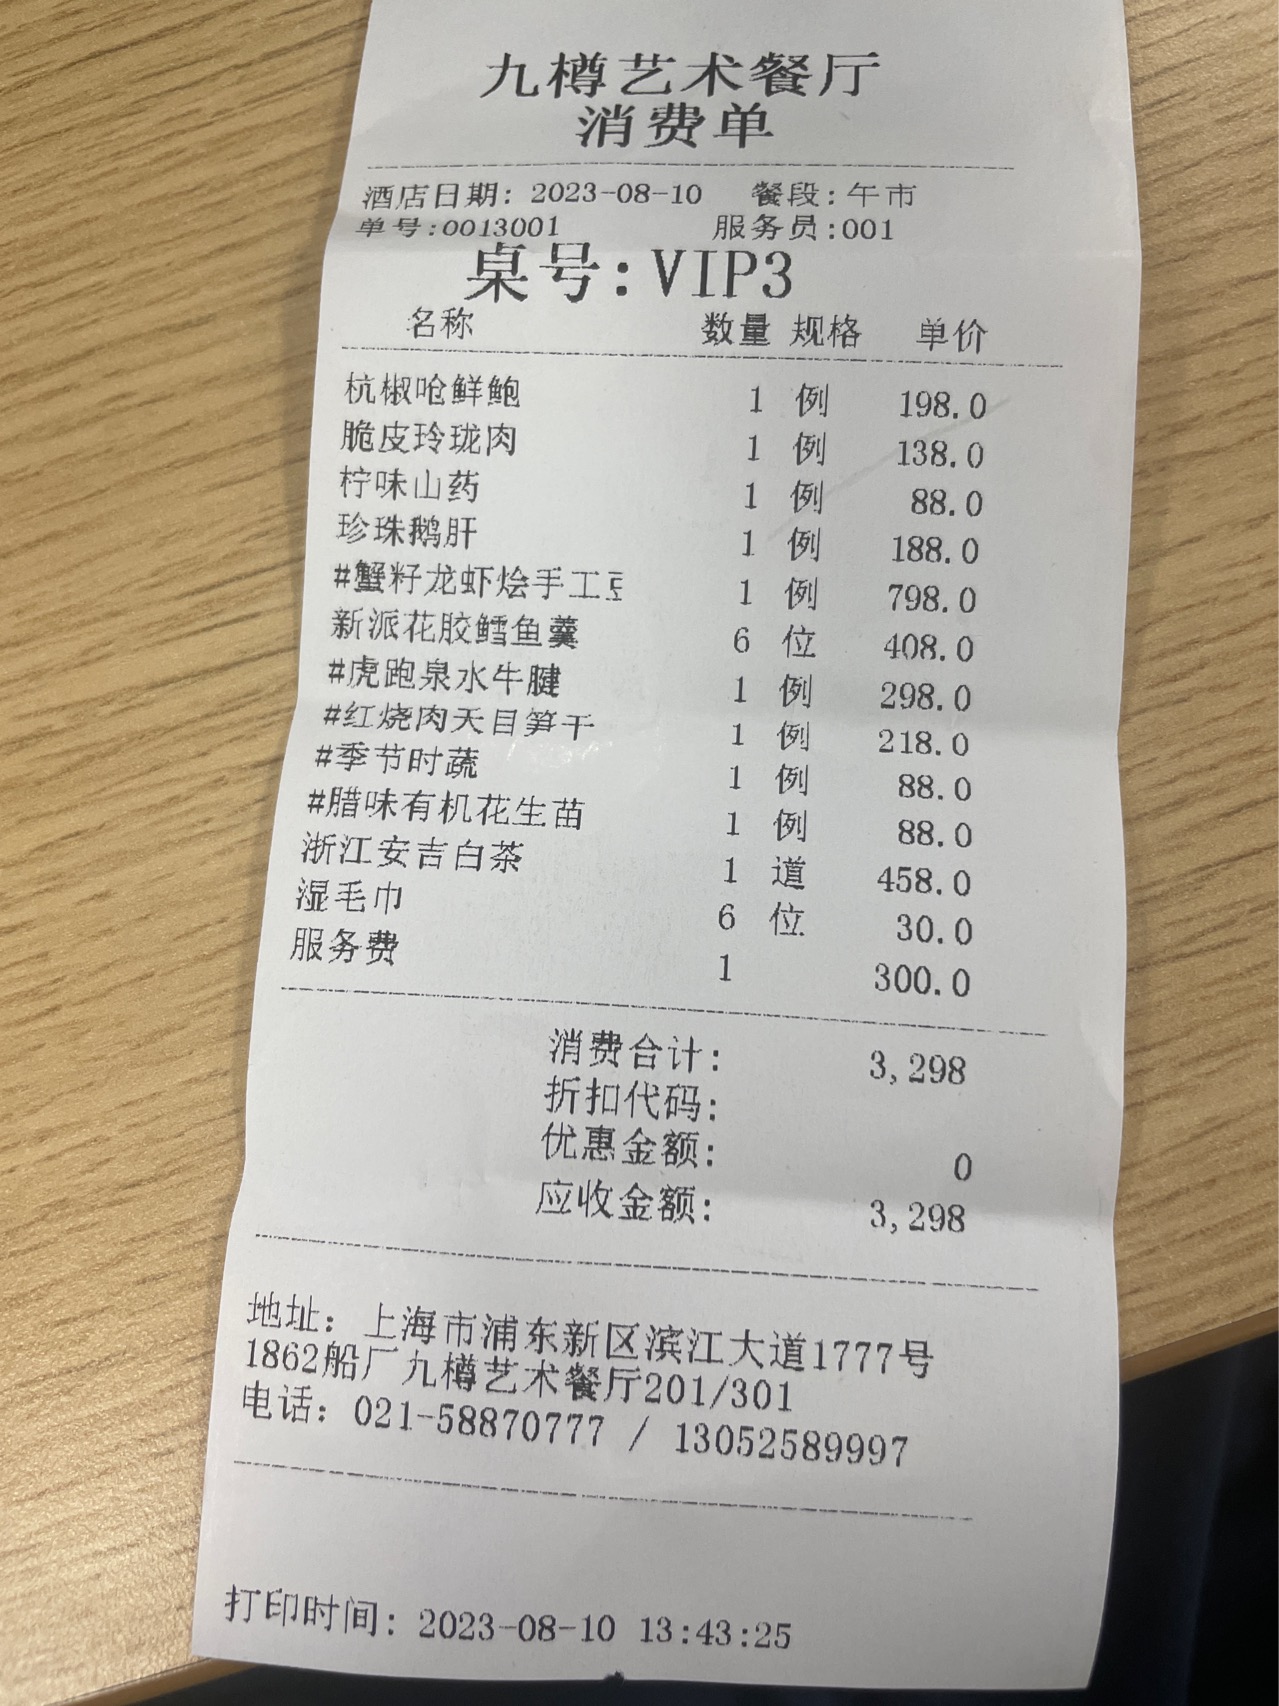 九樽艺术餐厅
消费单
酒店日期: 2023-08-10 餐段:午市
单号:0013001 服务员:001
桌号:VIP3
名称 数量 规格 单价
杭椒呛鲜鲍 1 例 198.0
脆皮玲珑肉 1 例 138.0
柠味山药 1 例 88.0
珍珠鹅肝 1 例 188.0
#蟹籽龙虾烩手工豆 1 例 798.0
新派花胶鳕鱼羹 6 位 408.0
#虎跑泉水牛腱 1 例 298.0
#红烧肉天目笋干 1 例 218.0
#季节时蔬 1 例 88.0
#腊味有机花生苗 1 例 88.0
浙江安吉白茶 1 道 458.0
湿毛巾 6 位 30.0
服务费 1 300.0
消费合计: 3,298
折扣代码:
优惠金额: 0
应收金额: 3,298
地址: 上海市浦东新区滨江大道1777号
1862船厂九樽艺术餐厅201/301
电话: 021-58870777 / 13052589997
打印时间: 2023-08-10 13:43:25